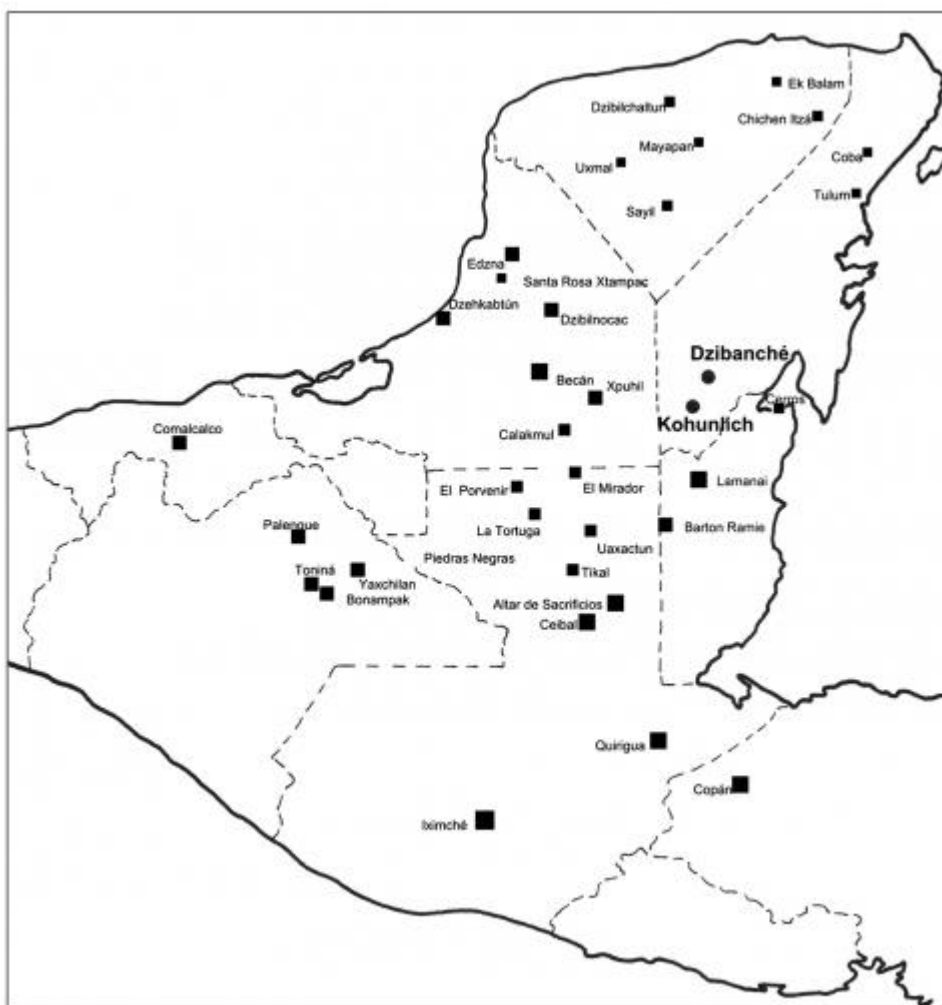 Ek Balam
Dzibilchaltun
Chichen Itzá
Mayapan
Coba
Uxmal
Tulum
Sayil
Edzna
Santa Rosa Xtampac
Dzehkabtún
Dzibilnocac
Dzibanché
Becán
Xpuhil
Cerros
Kohunlich
Comalcalco
Calakmul
El Mirador
Lamanai
El Porvenir
La Tortuga
Barton Ramie
Palenque
Uaxactun
Piedras Negras
Toniná
Tikal
Yaxchilan
Bonampak
Altar de Sacrificios
Ceibal
Quirigua
Copán
Iximché